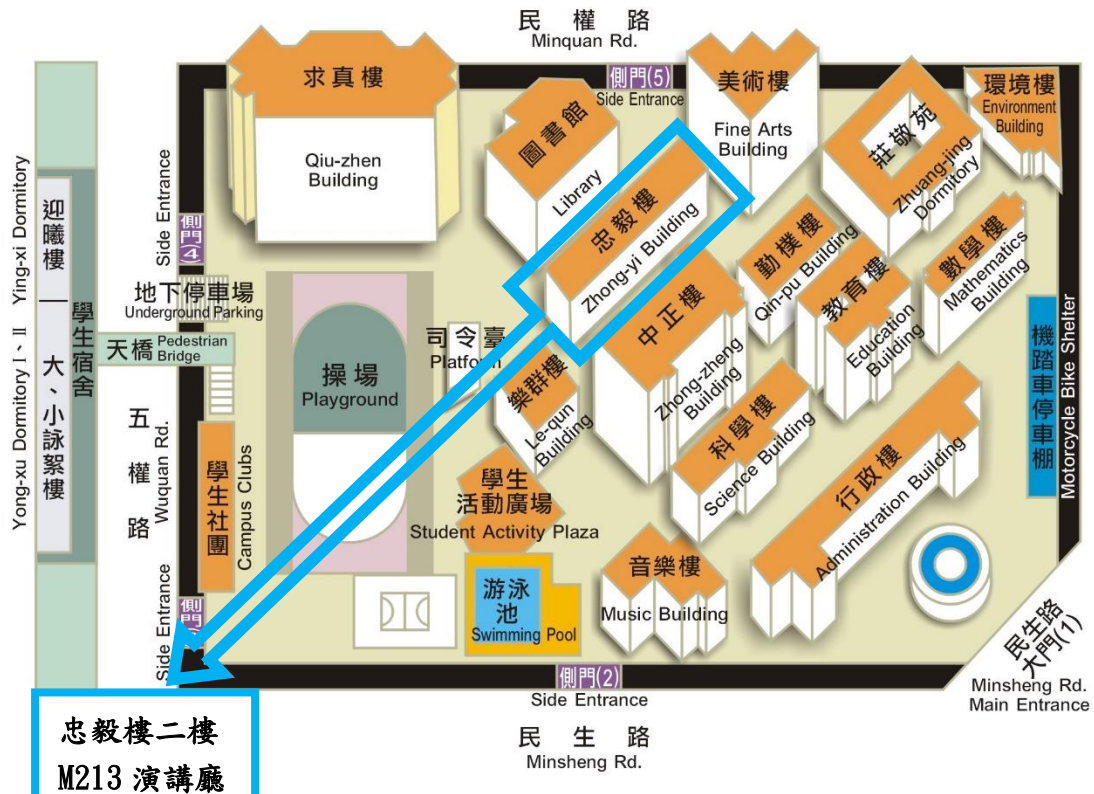 民權路
Minquan Rd.
求真樓
Qiu-zhen
Building
側門(5)
Side Entrance
圖書館
Library
美術樓
Fine Arts
Building
莊敬苑
Zhuang-jing
Dormitory
環境樓
Environment
Building
忠毅樓
Zhong-yi Building
勤樸樓
Qin-pu Building
教育樓
Education
Building
數學樓
Mathematics
Building
機踏車停車棚
Motorcycle Bike Shelter
Yong-xu Dormitory I、II Ying-xi Dormitory
迎曦樓
大、小詠絮樓
學生宿舍
Side Entrance
側門(4)
地下停車場
Underground Parking
天橋
Pedestrian
Bridge
五權路
Wuquan Rd.
學生社團
Campus Clubs
操場
Playground
司令臺
Platform
樂群樓
Le-qun
Building
中正樓
Zhong-zheng
Building
科學樓
Science Building
行政樓
Administration Building
學生
活動廣場
Student Activity Plaza
音樂樓
Music Building
游泳
池
Swimming Pool
Side Entrance
側門
側門(2)
Side Entrance
民生路
Minsheng Rd.
民生路
大門(1)
Minsheng Rd.
Main Entrance
忠毅樓二樓
M213 演講廳